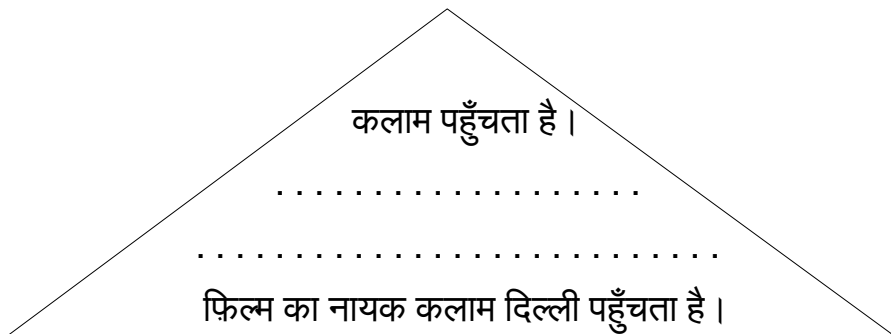 कलाम पहुँचता है।
. . . . . . . . . . . . . . . . . . .
. . . . . . . . . . . . . . . . . . . . . . . . . . .
फ़िल्म का नायक कलाम दिल्ली पहुँचता है।